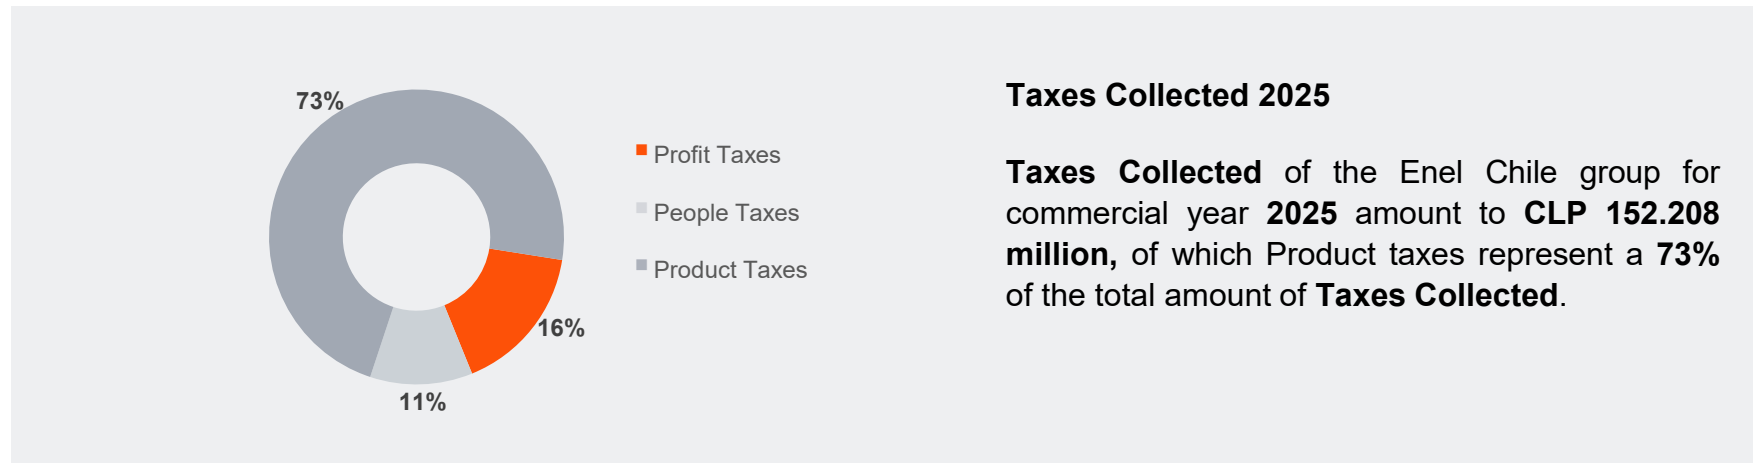 73%
16%
11%
Profit Taxes
People Taxes
Product Taxes
Taxes Collected 2025
Taxes Collected of the Enel Chile group for
commercial year 2025 amount to CLP 152.208
million, of which Product taxes represent a 73%
of the total amount of Taxes Collected.